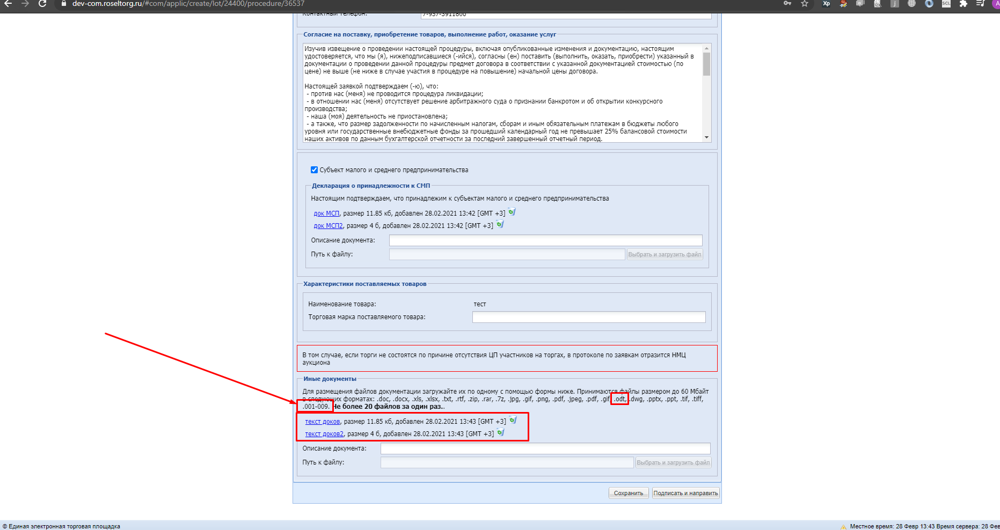 dev-com.roseltorg.ru/#com/applic/create/lot/24400/procedure/36537
Контактный телефон: 7-937-3911800
Согласие на поставку, приобретение товаров, выполнение работ, оказание услуг
Изучив извещение о проведении настоящей процедуры, включая опубликованные изменения и документацию, настоящим
удостоверяется, что мы (я), нижеподписавшиеся (-ийся), согласны (ен) поставить (выполнить, оказать, приобрести) указанный в
документации о проведении данной процедуры предмет договора в соответствии с указанной документацией стоимостью (по
цене) не выше (не ниже в случае участия в процедуре на повышение) начальной цены договора.
Настоящей заявкой подтверждаем (-ю), что:
- против нас (меня) не проводится процедура ликвидации;
- в отношении нас (меня) отсутствует решение арбитражного суда о признании банкротом и об открытии конкурсного
производства;
- наша (моя) деятельность не приостановлена;
- а также, что размер задолженности по начисленным налогам, сборам и иным обязательным платежам в бюджеты любого
уровня или государственные внебюджетные фонды за прошедший календарный год не превышает 25% балансовой стоимости
наших активов по данным бухгалтерской отчетности за последний завершенный отчетный период.
Субъект малого и среднего предпринимательства
Декларация о принадлежности к СМП
Настоящим подтверждаем, что принадлежим к субъектам малого и среднего предпринимательства
док МСП, размер 11.85 кб, добавлен 28.02.2021 13:42 [GMT +3]
док МСП2, размер 4 б, добавлен 28.02.2021 13:42 [GMT +3]
Описание документа:
Путь к файлу: Выбрать и загрузить файл
Характеристики поставляемых товаров
Наименование товара: тест
Торговая марка поставляемого товара:
В том случае, если торги не состоятся по причине отсутствия ЦП участников на торгах, в протоколе по заявкам отразится НМЦ
аукциона
Иные документы
Для размещения файлов документации загружайте их по одному с помощью формы ниже. Принимаются файлы размером до 60 Мбайт
в следующих форматах: .doc, .docx, .xls, .xlsx, .txt, .rtf, .zip, .rar, .7z, .jpg, .gif, .png, .pdf, .jpeg, .pdf, .gif, .odt, .dwg, .pptx, .ppt, .tif, .tiff,
.001-009. Не более 20 файлов за один раз..
текст доков, размер 11.85 кб, добавлен 28.02.2021 13:43 [GMT +3]
текст доков2, размер 4 б, добавлен 28.02.2021 13:43 [GMT +3]
Описание документа:
Путь к файлу: Выбрать и загрузить файл
Сохранить Подписать и направить
© Единая электронная торговая площадка
Местное время: 28 Февр 13:43 Время сервера: 28 Фев